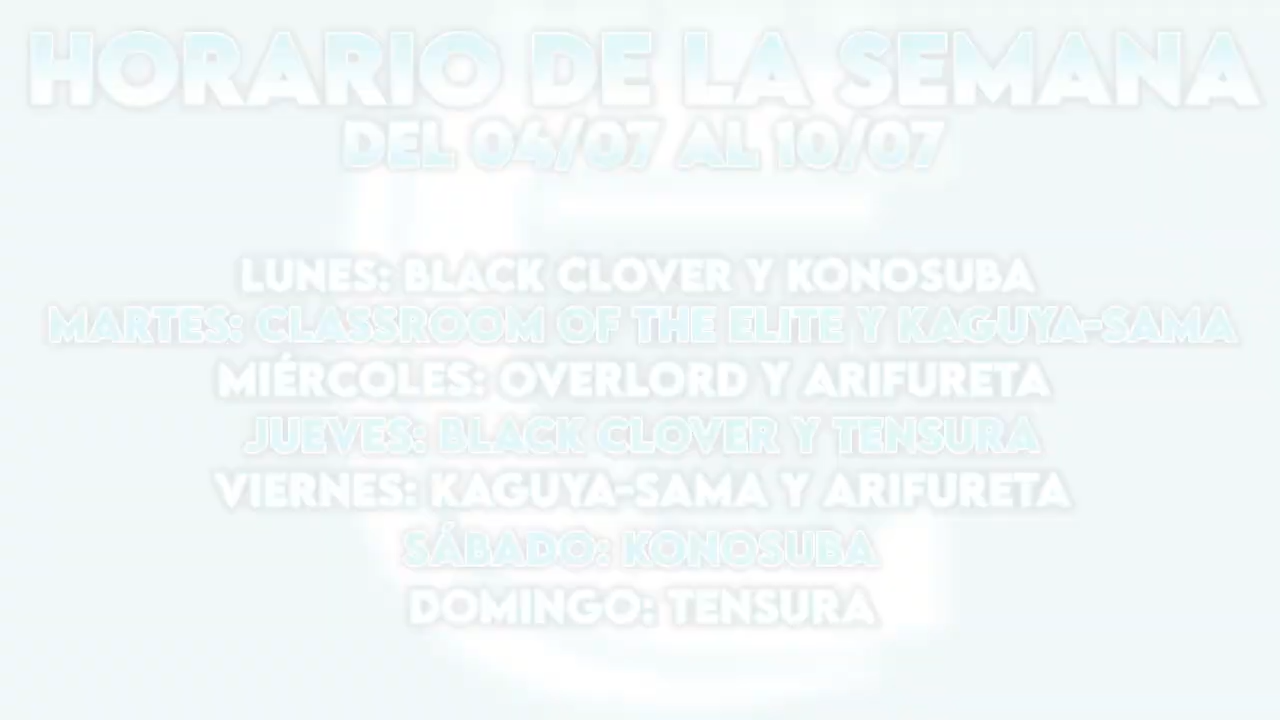 HORARIO DE LA SEMANA
DEL 04/07 AL 10/07
LUNES: BLACK CLOVER Y KONOSUBA
MARTES: CLASSROOM OF THE ELITE Y KAGUYA-SAMA
MIÉRCOLES: OVERLORD Y ARIFURETA
JUEVES: BLACK CLOVER Y TENSURA
VIERNES: KAGUYA-SAMA Y ARIFURETA
SÁBADO: KONOSUBA
DOMINGO: TENSURA